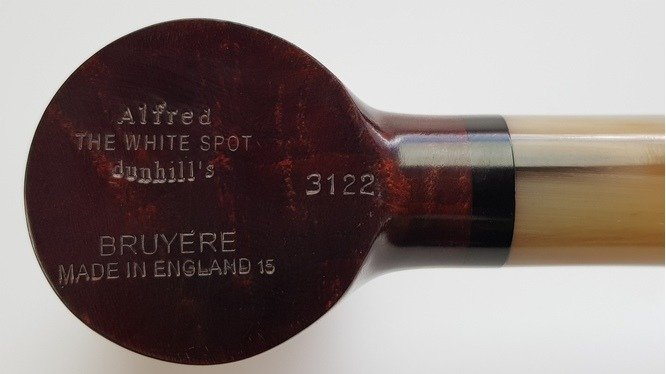 Alfred
THE WHITE SPOT
dunhill's
3122
BRUYERE
MADE IN ENGLAND 15